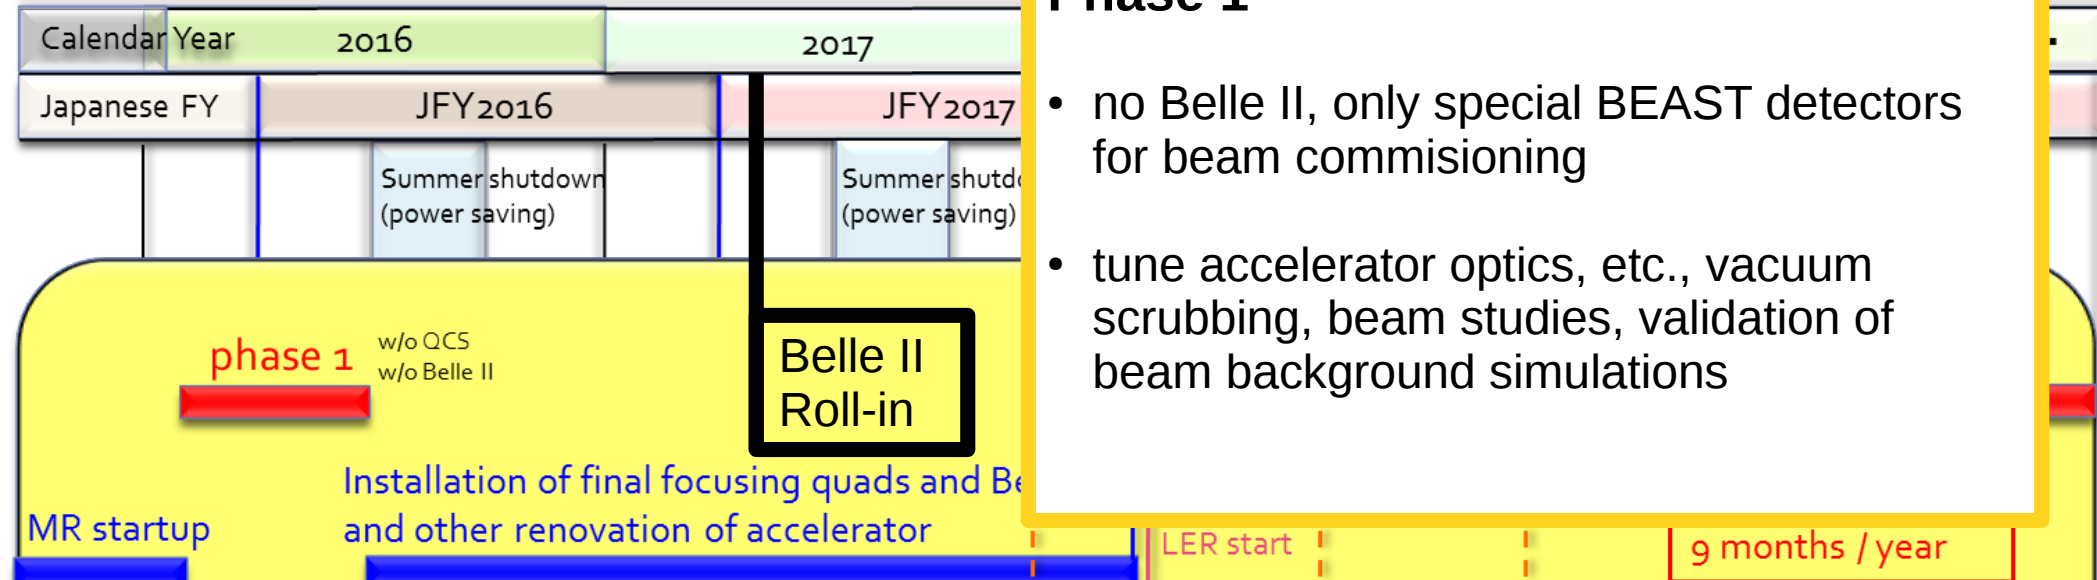 Phase 1
Calendar Year 2016 2017
Japanese FY JFY2016 JFY2017
• no Belle II, only special BEAST detectors
for beam commisioning
Summer shutdown
(power saving)
Summer
(power saving)
• tune accelerator optics, etc., vacuum
scrubbing, beam studies, validation of
beam background simulations
phase 1
w/o QCS
w/o Belle II
Belle II
Roll-in
Installation of final focusing quads and
and other renovation of accelerator
MR startup
LER start
9 months / year